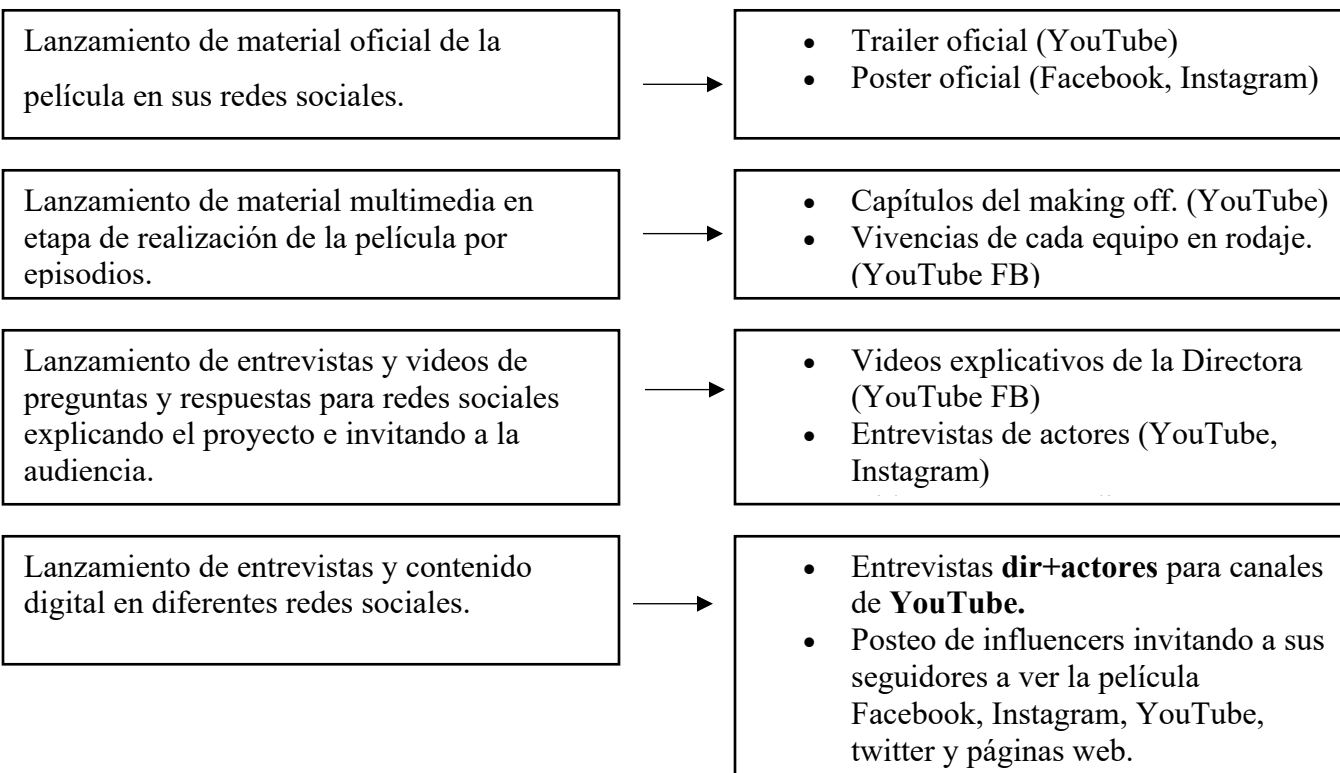 Lanzamiento de material oficial de la
película en sus redes sociales.
• Trailer oficial (YouTube)
• Poster oficial (Facebook, Instagram)
Lanzamiento de material multimedia en
etapa de realización de la película por
episodios.
• Capítulos del making off. (YouTube)
• Vivencias de cada equipo en rodaje.
(YouTube FB)
Lanzamiento de entrevistas y videos de
preguntas y respuestas para redes sociales
explicando el proyecto e invitando a la
audiencia.
• Videos explicativos de la Directora
(YouTube FB)
• Entrevistas de actores (YouTube,
Instagram)
Lanzamiento de entrevistas y contenido
digital en diferentes redes sociales.
• Entrevistas dir+actores para canales
de YouTube.
• Posteo de influencers invitando a sus
seguidores a ver la película
Facebook, Instagram, YouTube,
twitter y páginas web.